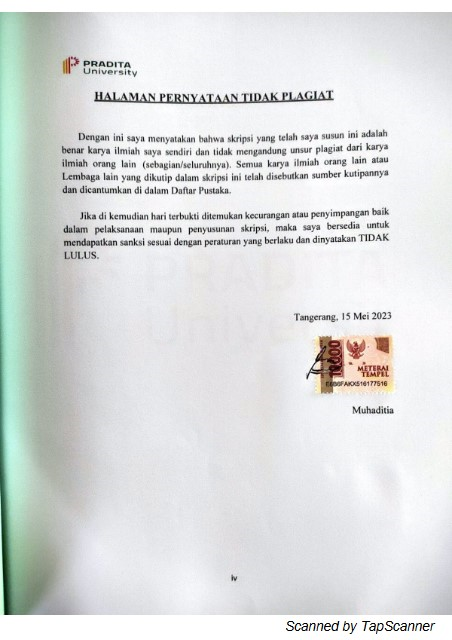 PRADITA
University
HALAMAN PERNYATAAN TIDAK PLAGIAT
Dengan ini saya menyatakan bahwa skripsi yang telah saya susun ini adalah
benar karya ilmiah saya sendiri dan tidak mengandung unsur plagiat dari karya
ilmiah orang lain (sebagian/seluruhnya). Semua karya ilmiah orang lain atau
Lembaga lain yang dikutip dalam skripsi ini telah disebutkan sumber kutipannya
dan dicantumkan di dalam Daftar Pustaka.
Jika di kemudian hari terbukti ditemukan kecurangan atau penyimpangan baik
dalam pelaksanaan maupun penyusunan skripsi, maka saya bersedia untuk
mendapatkan sanksi sesuai dengan peraturan yang berlaku dan dinyatakan TIDAK
LULUS.
PRADITA
University
Tangerang, 15 Mei 2023
10000
METERAI
TEMPEL
Muhaditia
iv
Scanned by TapScanner